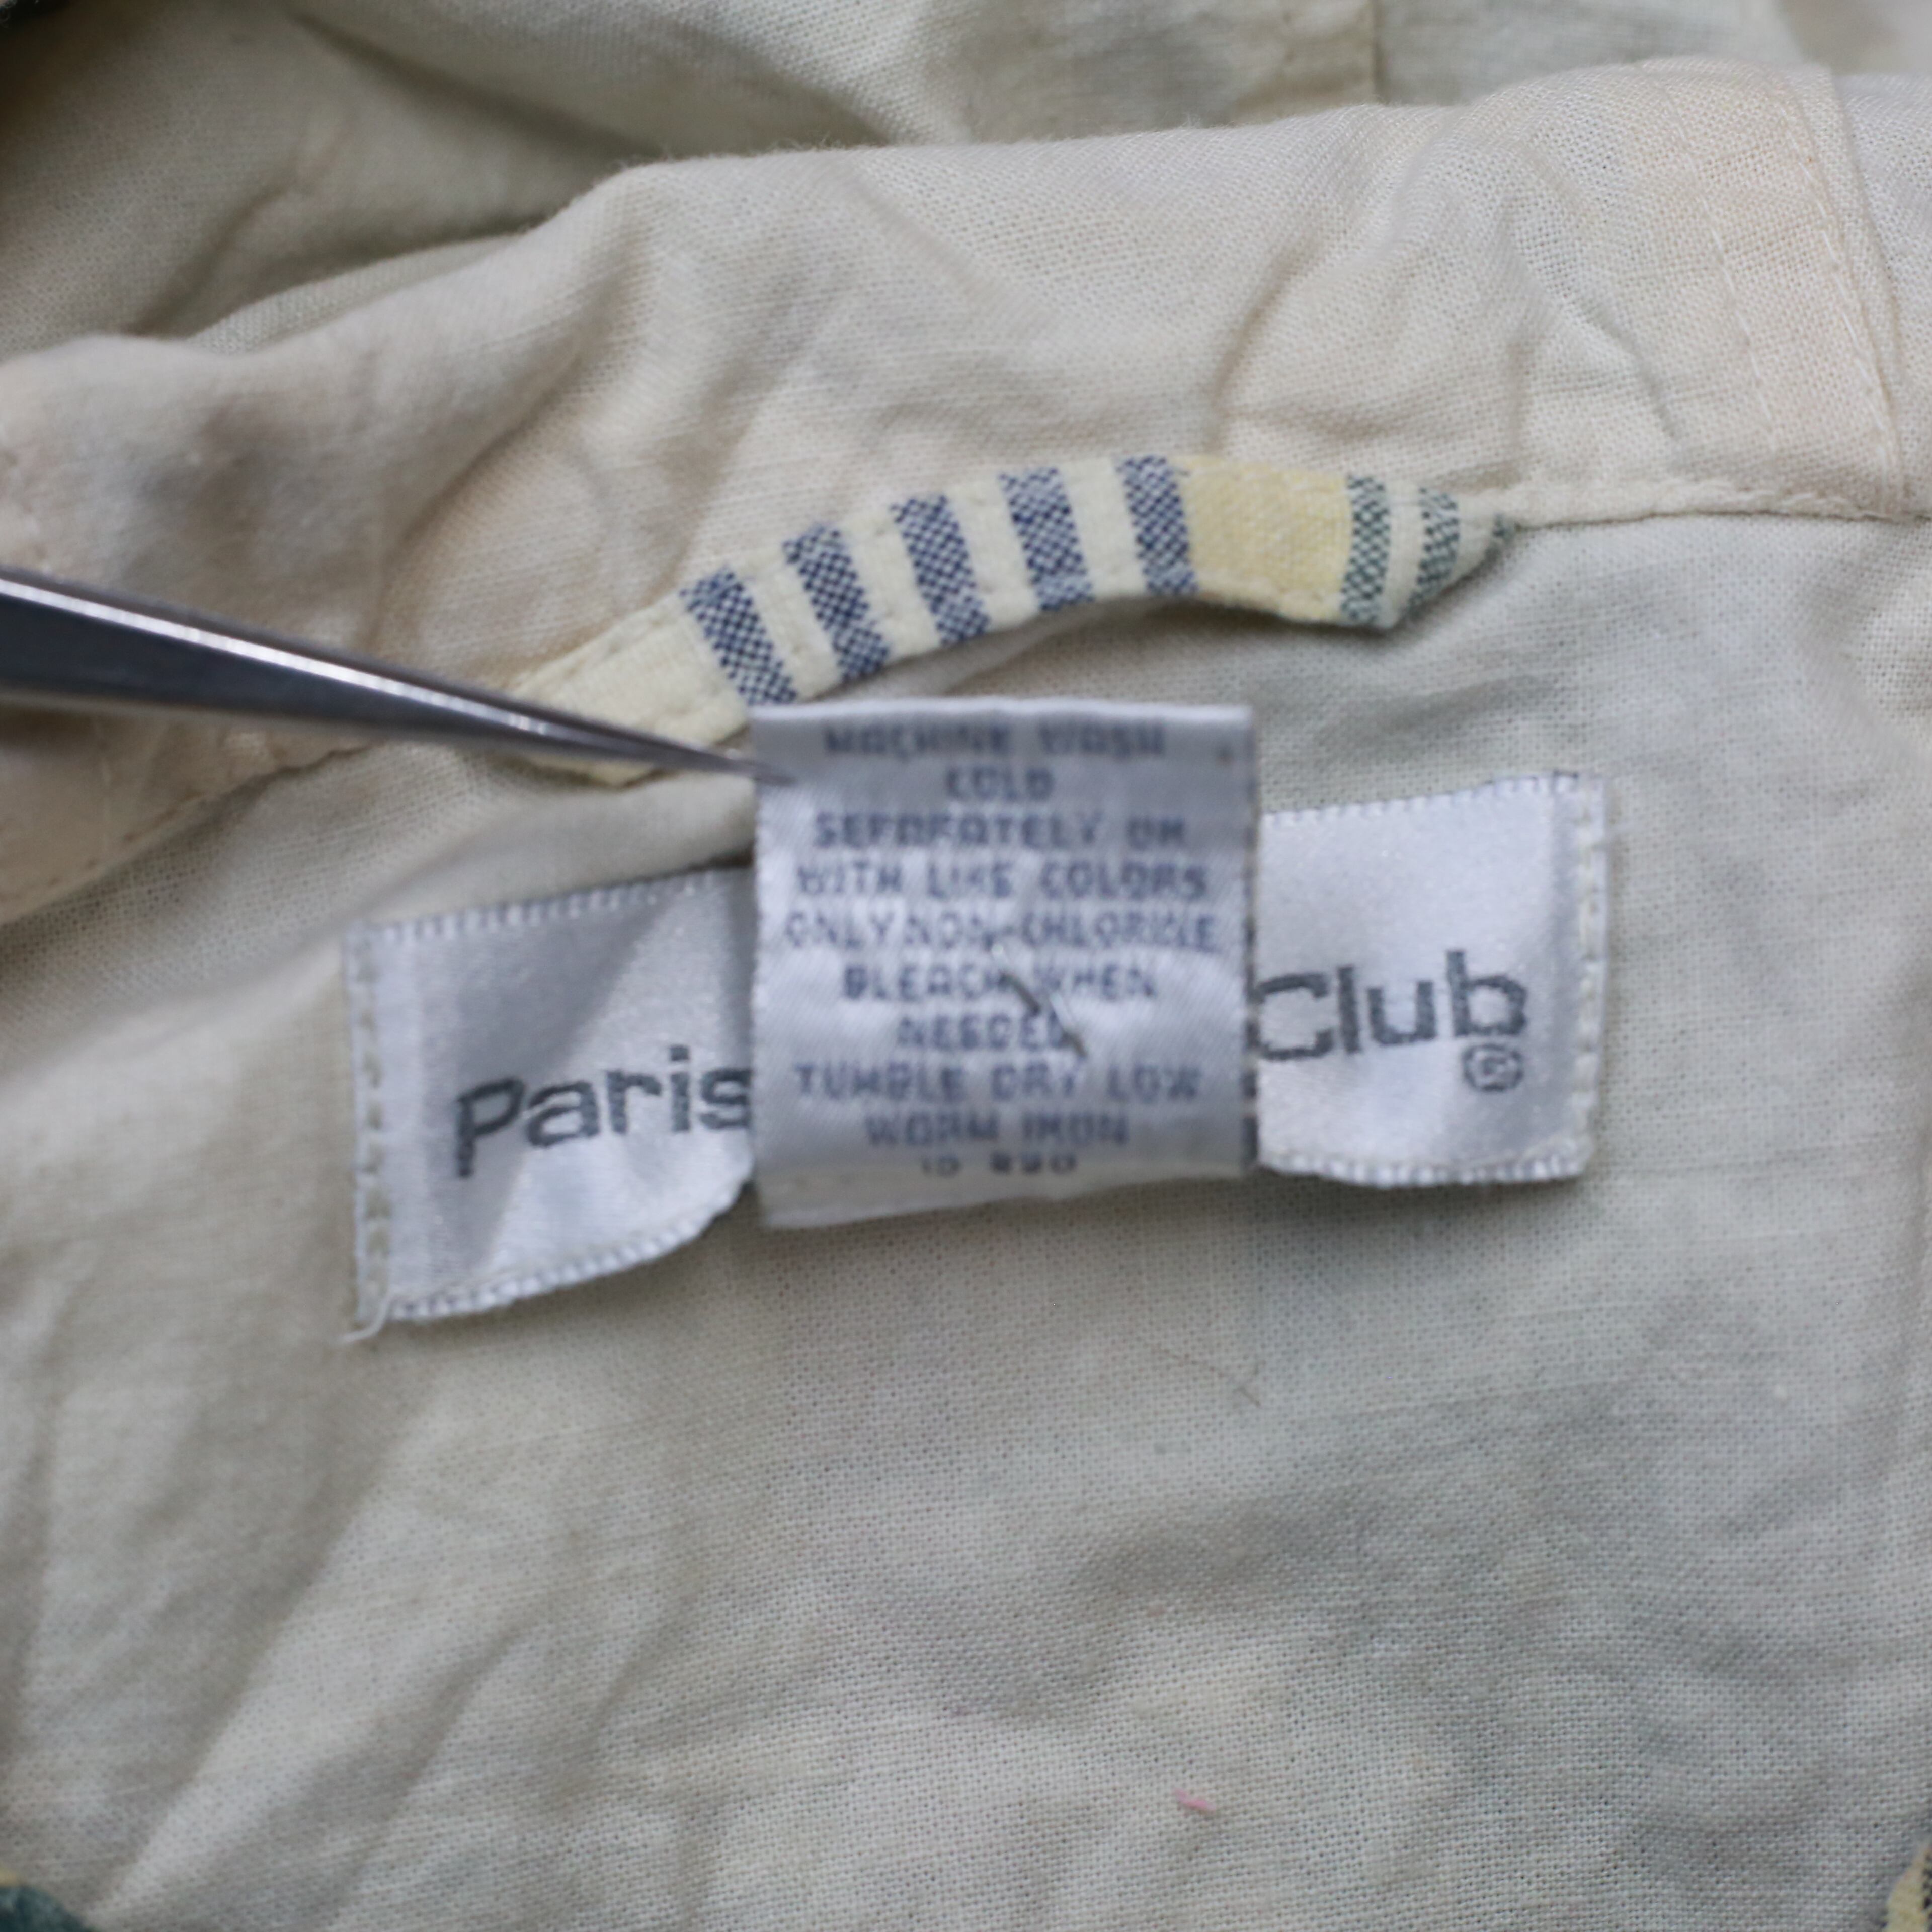 MACHINE WASH
COLD
SEPARATELY OR
WITH LIKE COLORS
ONLY NON-CHLORINE
BLEACH WHEN
NEEDED
TUMBLE DRY LOW
WARM IRON
Paris Club ®